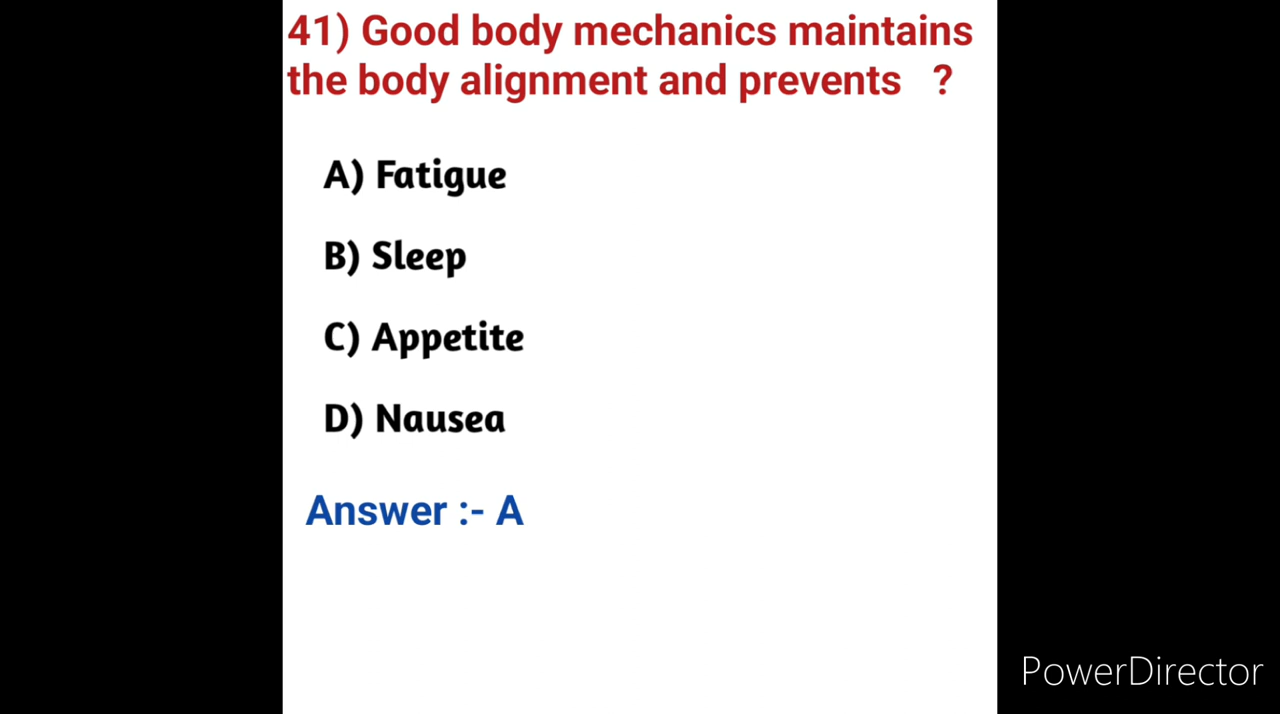 41) Good body mechanics maintains
the body alignment and prevents ?
A) Fatigue
B) Sleep
C) Appetite
D) Nausea
Answer :- A
PowerDirector